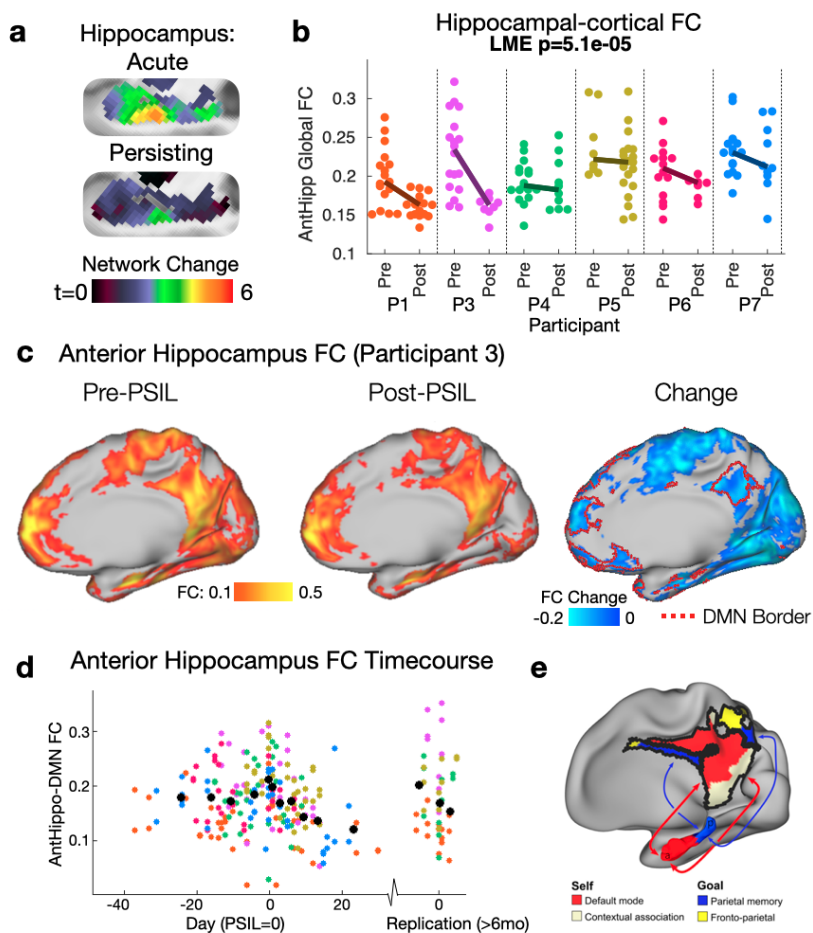 a
Hippocampus:
Acute
Persisting
Network Change
t=0 6
b
Hippocampal-cortical FC
LME p=5.1e-05
AntHipp Global FC
0.3
0.25
0.2
0.15
0.1
Pre Post Pre Post Pre Post Pre Post Pre Post Pre Post
P1 P3 P4 P5 P6 P7
Participant
c Anterior Hippocampus FC (Participant 3)
Pre-PSIL Post-PSIL Change
FC: 0.1 0.5
FC Change
-0.2 0
DMN Border
d Anterior Hippocampus FC Timecourse
AntHippo-DMN FC
0.3
0.2
0.1
-40 -20 0 20 0
Day (PSIL=0) Replication (>6mo)
e
Self Goal
Default mode Parietal memory
Contextual association Fronto-parietal